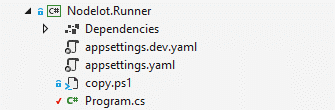 Nodelot.Runner
Dependencies
appsettings.dev.yaml
appsettings.yaml
copy.ps1
Program.cs